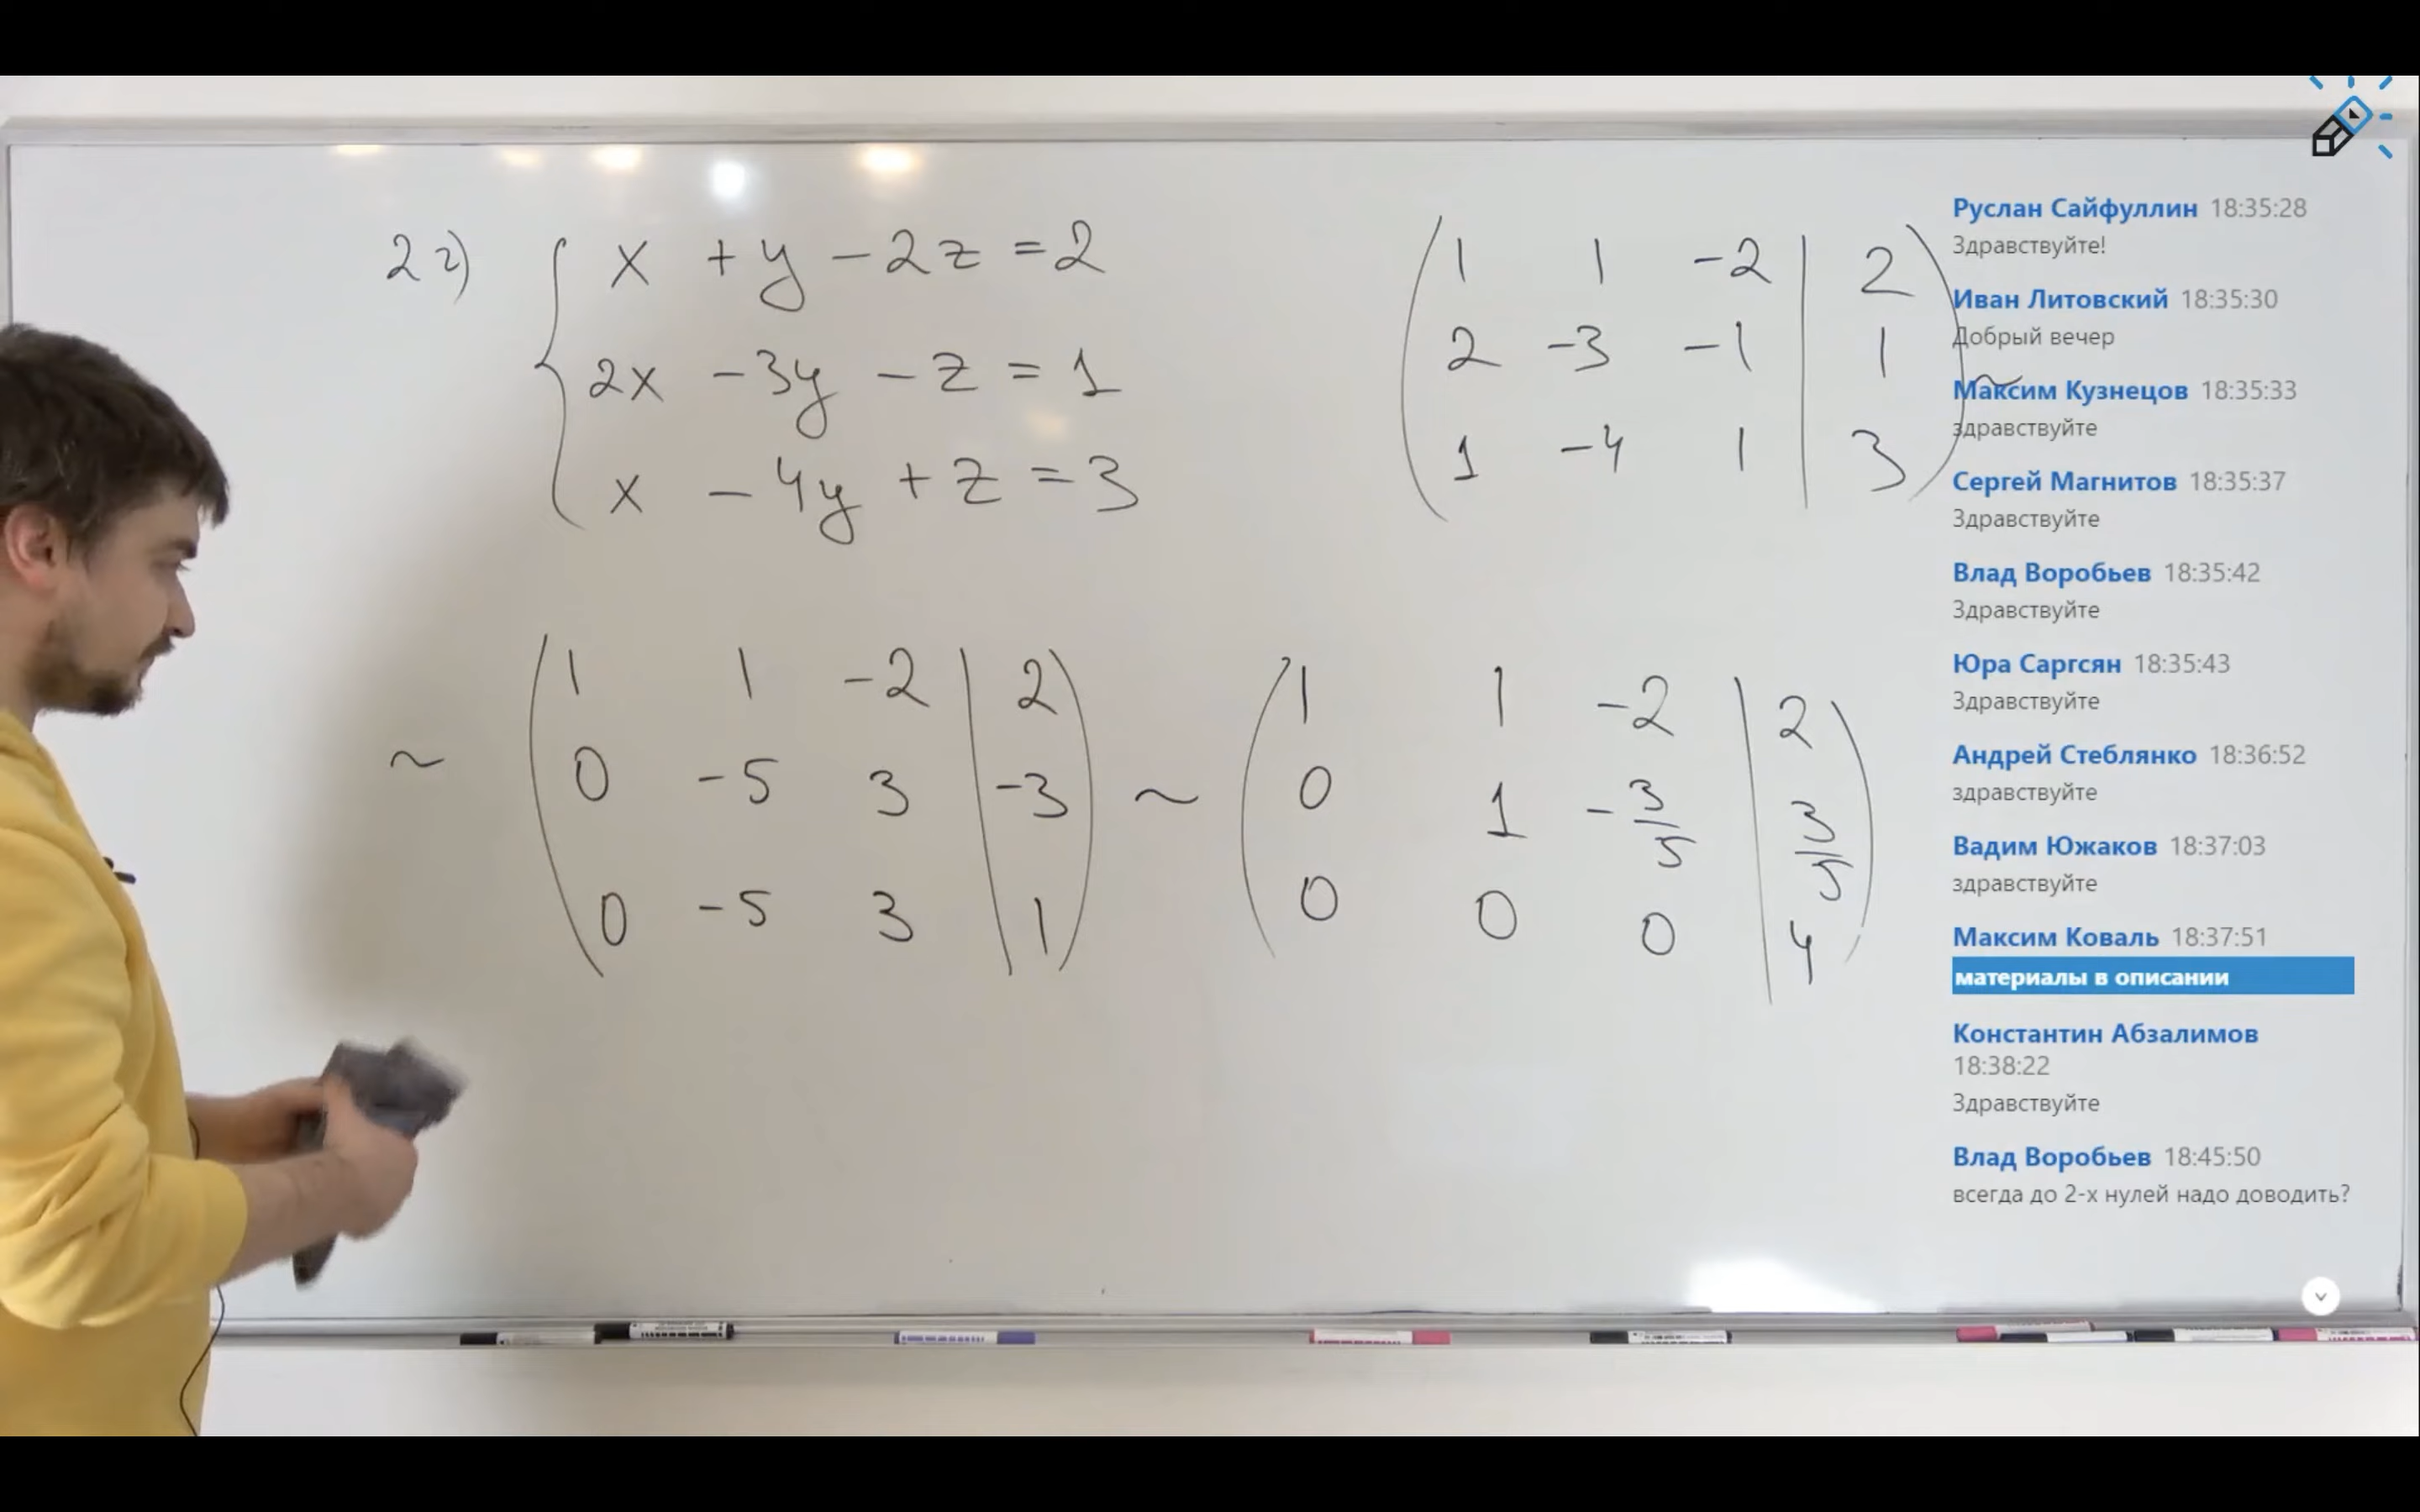 2г) { x + y - 2z = 2
2x - 3y - z = 1
x - 4y + z = 3
( 1 1 -2 | 2
2 -3 -1 | 1
1 -4 1 | 3 ) ~
~ ( 1 1 -2 | 2
0 -5 3 | -3
0 -5 3 | 1 )
~ ( 1 1 -2 | 2
0 1 -3/5 | 3/5
0 0 0 | 4 )
Руслан Сайфуллин 18:35:28
Здравствуйте!
Иван Литовский 18:35:30
Добрый вечер
Максим Кузнецов 18:35:33
здравствуйте
Сергей Магнитов 18:35:37
Здравствуйте
Влад Воробьев 18:35:42
Здравствуйте
Юра Саргсян 18:35:43
Здравствуйте
Андрей Стеблянко 18:36:52
здравствуйте
Вадим Южаков 18:37:03
здравствуйте
Максим Коваль 18:37:51
материалы в описании
Константин Абзалимов
18:38:22
Здравствуйте
Влад Воробьев 18:45:50
всегда до 2-х нулей надо доводить?